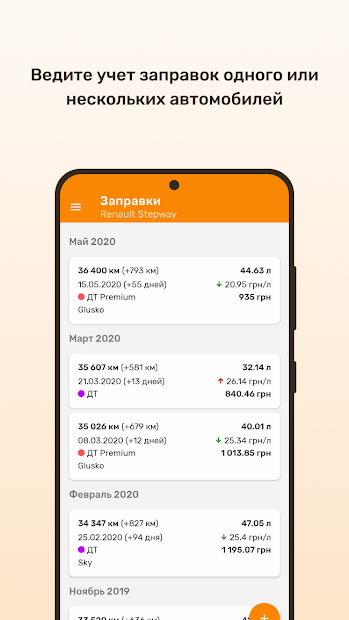 Ведите учет заправок одного или
нескольких автомобилей
Заправки
Renault Stepway
Май 2020
36 400 км (+793 км) 44.63 л
15.05.2020 (+55 дней) ↓ 20.95 грн/л
ДТ Premium 935 грн
Glusko
Март 2020
35 607 км (+581 км) 32.14 л
21.03.2020 (+13 дней) ↑ 26.14 грн/л
ДТ 840.46 грн
35 026 км (+679 км) 40.01 л
08.03.2020 (+12 дней) ↓ 25.34 грн/л
ДТ Premium 1 013.85 грн
Glusko
Февраль 2020
34 347 км (+827 км) 47.05 л
25.02.2020 (+94 дня) ↓ 25.4 грн/л
ДТ 1 195.07 грн
Sky
Ноябрь 2019